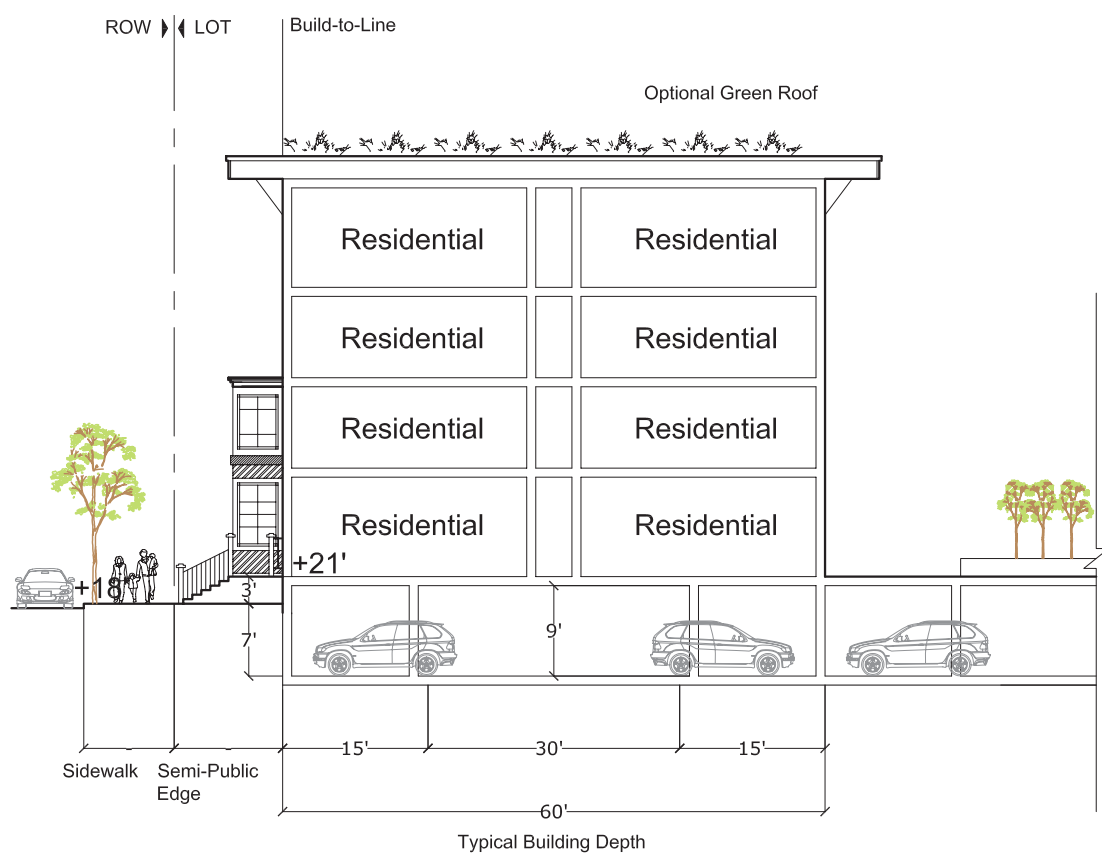 ROW
LOT
Build-to-Line
Optional Green Roof
Residential Residential
Residential Residential
Residential Residential
Residential Residential
+21'
+18'
3'
7'
9'
15' 30' 15'
Sidewalk
Semi-Public
Edge
60'
Typical Building Depth